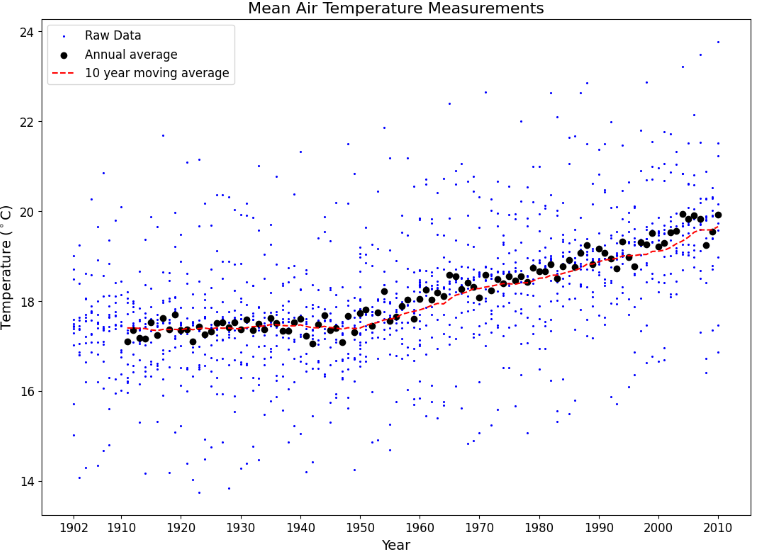 Mean Air Temperature Measurements
Raw Data
Annual average
10 year moving average
24
22
20
18
16
14
Temperature (°C)
1902 1910 1920 1930 1940 1950 1960 1970 1980 1990 2000 2010
Year